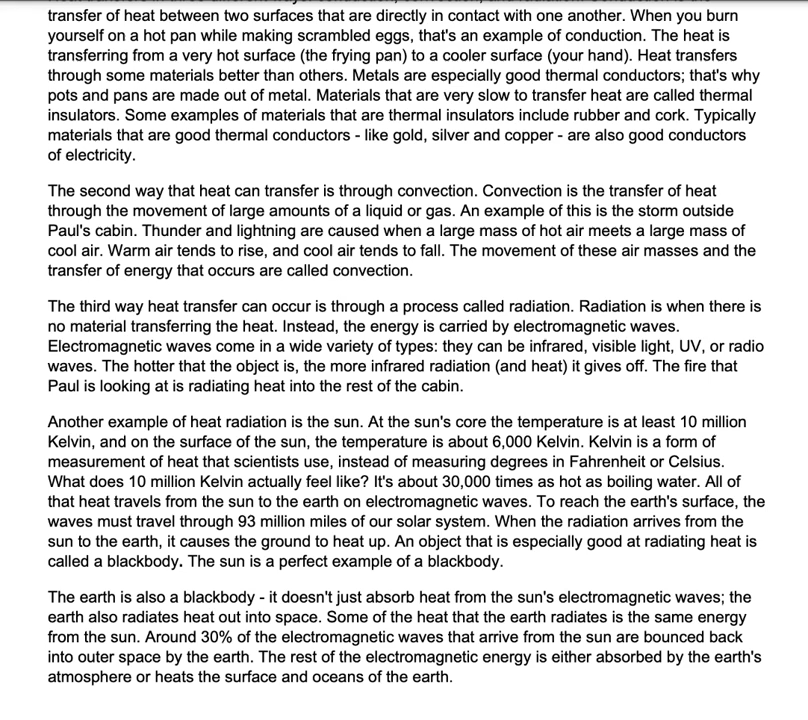 transfer of heat between two surfaces that are directly in contact with one another. When you burn
yourself on a hot pan while making scrambled eggs, that's an example of conduction. The heat is
transferring from a very hot surface (the frying pan) to a cooler surface (your hand). Heat transfers
through some materials better than others. Metals are especially good thermal conductors; that's why
pots and pans are made out of metal. Materials that are very slow to transfer heat are called thermal
insulators. Some examples of materials that are thermal insulators include rubber and cork. Typically
materials that are good thermal conductors - like gold, silver and copper - are also good conductors
of electricity.
The second way that heat can transfer is through convection. Convection is the transfer of heat
through the movement of large amounts of a liquid or gas. An example of this is the storm outside
Paul's cabin. Thunder and lightning are caused when a large mass of hot air meets a large mass of
cool air. Warm air tends to rise, and cool air tends to fall. The movement of these air masses and the
transfer of energy that occurs are called convection.
The third way heat transfer can occur is through a process called radiation. Radiation is when there is
no material transferring the heat. Instead, the energy is carried by electromagnetic waves.
Electromagnetic waves come in a wide variety of types: they can be infrared, visible light, UV, or radio
waves. The hotter that the object is, the more infrared radiation (and heat) it gives off. The fire that
Paul is looking at is radiating heat into the rest of the cabin.
Another example of heat radiation is the sun. At the sun's core the temperature is at least 10 million
Kelvin, and on the surface of the sun, the temperature is about 6,000 Kelvin. Kelvin is a form of
measurement of heat that scientists use, instead of measuring degrees in Fahrenheit or Celsius.
What does 10 million Kelvin actually feel like? It's about 30,000 times as hot as boiling water. All of
that heat travels from the sun to the earth on electromagnetic waves. To reach the earth's surface, the
waves must travel through 93 million miles of our solar system. When the radiation arrives from the
sun to the earth, it causes the ground to heat up. An object that is especially good at radiating heat is
called a blackbody. The sun is a perfect example of a blackbody.
The earth is also a blackbody - it doesn't just absorb heat from the sun's electromagnetic waves; the
earth also radiates heat out into space. Some of the heat that the earth radiates is the same energy
from the sun. Around 30% of the electromagnetic waves that arrive from the sun are bounced back
into outer space by the earth. The rest of the electromagnetic energy is either absorbed by the earth's
atmosphere or heats the surface and oceans of the earth.